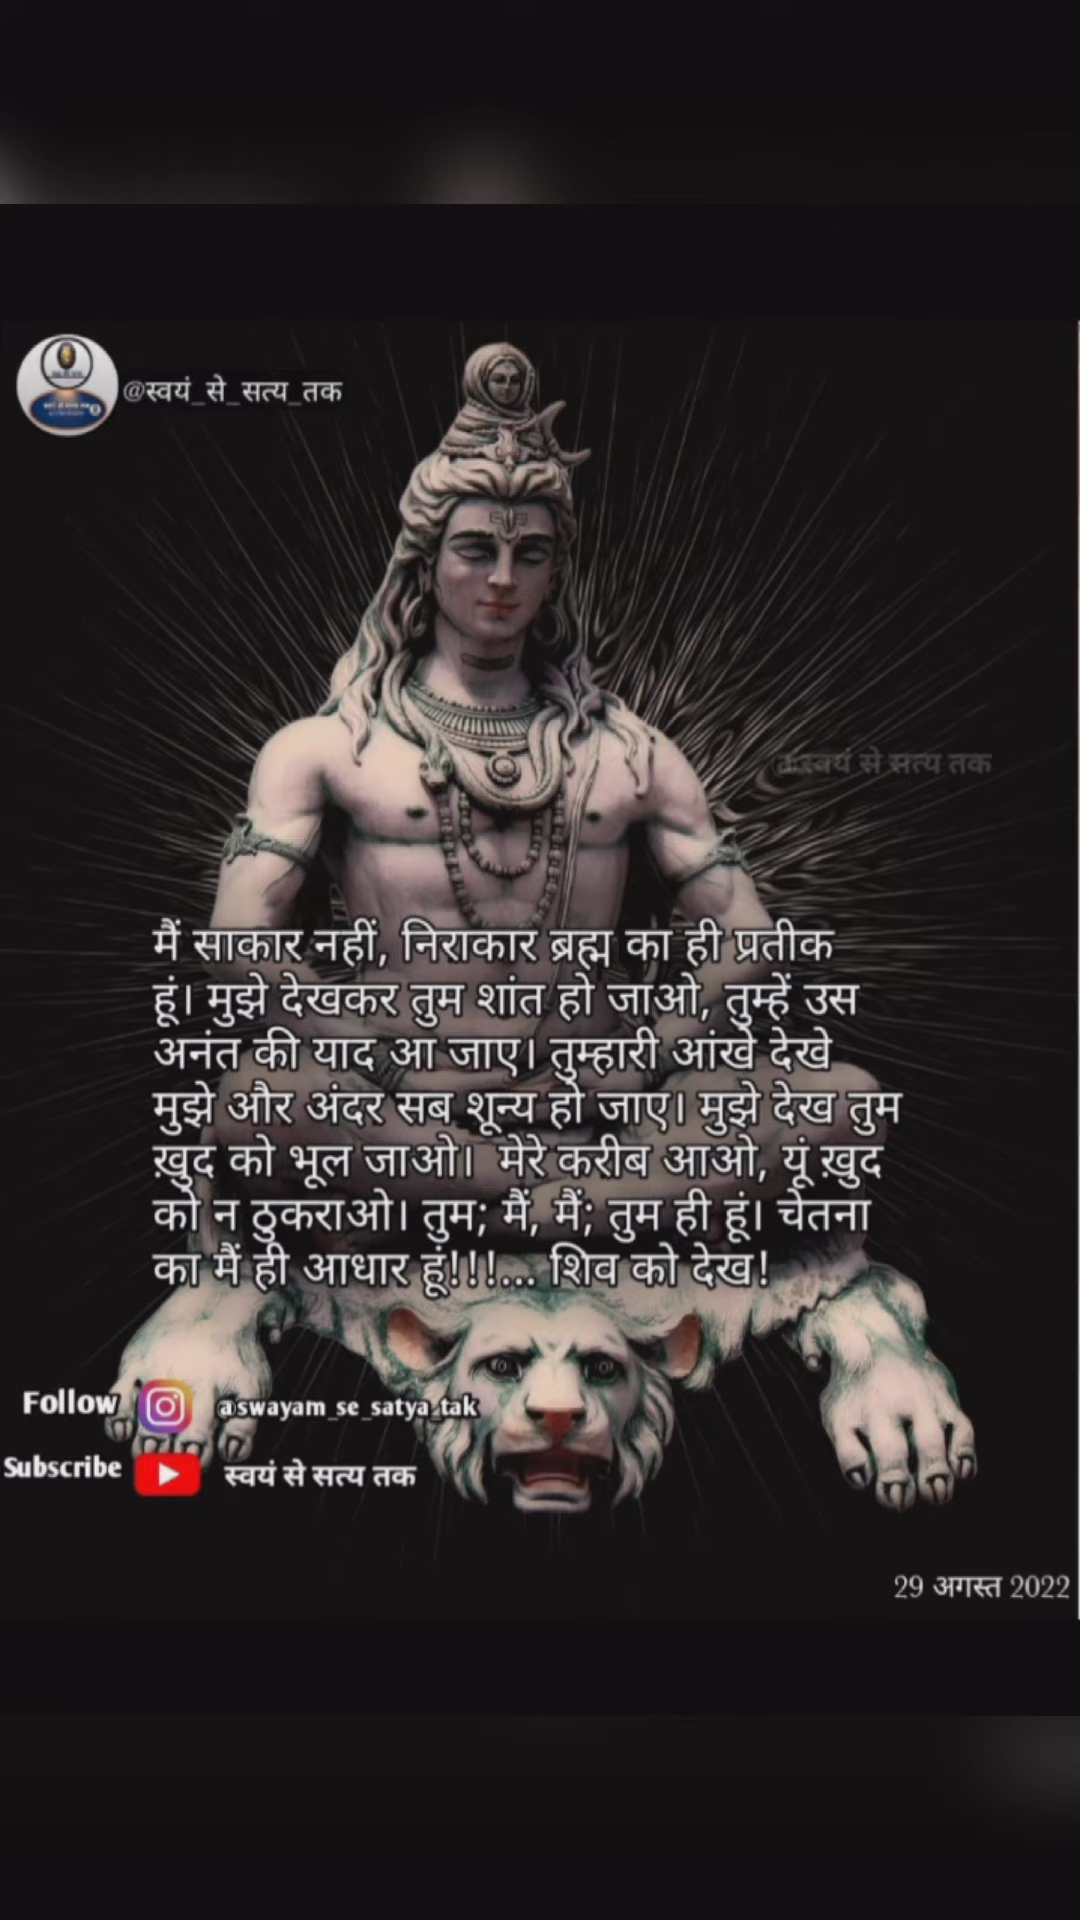 @स्वयं_से_सत्य_तक
स्वयं से सत्य तक
मैं साकार नहीं, निराकार ब्रह्म का ही प्रतीक
हूं। मुझे देखकर तुम शांत हो जाओ, तुम्हें उस
अनंत की याद आ जाए। तुम्हारी आंखे देखे
मुझे और अंदर सब शून्य हो जाए। मुझे देख तुम
ख़ुद को भूल जाओ। मेरे करीब आओ, यूं ख़ुद
को न ठुकराओ। तुम; मैं, मैं; तुम ही हूं। चेतना
का मैं ही आधार हूं!!!... शिव को देख!
Follow @swayam_se_satya_tak
Subscribe स्वयं से सत्य तक
29 अगस्त 2022